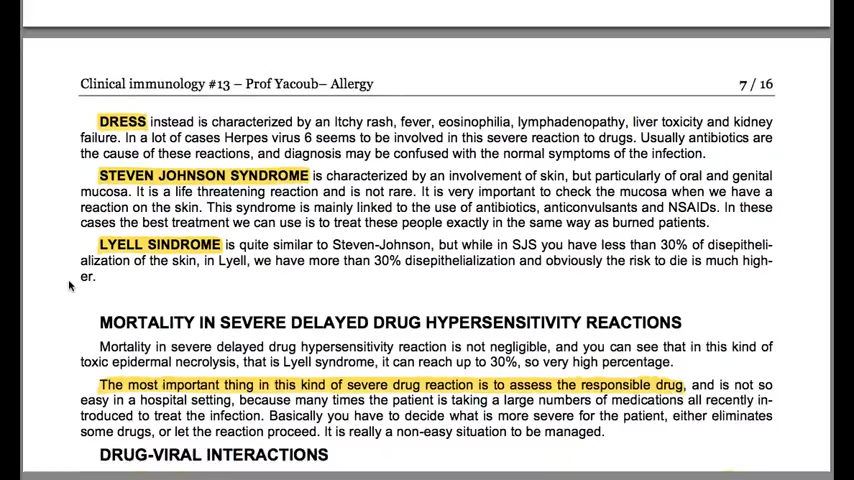 Clinical immunology #13 – Prof Yacoub– Allergy 7 / 16
DRESS instead is characterized by an Itchy rash, fever, eosinophilia, lymphadenopathy, liver toxicity and kidney
failure. In a lot of cases Herpes virus 6 seems to be involved in this severe reaction to drugs. Usually antibiotics are
the cause of these reactions, and diagnosis may be confused with the normal symptoms of the infection.
STEVEN JOHNSON SYNDROME is characterized by an involvement of skin, but particularly of oral and genital
mucosa. It is a life threatening reaction and is not rare. It is very important to check the mucosa when we have a
reaction on the skin. This syndrome is mainly linked to the use of antibiotics, anticonvulsants and NSAIDs. In these
cases the best treatment we can use is to treat these people exactly in the same way as burned patients.
LYELL SINDROME is quite similar to Steven-Johnson, but while in SJS you have less than 30% of disepitheli-
alization of the skin, in Lyell, we have more than 30% disepithelialization and obviously the risk to die is much high-
er.
MORTALITY IN SEVERE DELAYED DRUG HYPERSENSITIVITY REACTIONS
Mortality in severe delayed drug hypersensitivity reaction is not negligible, and you can see that in this kind of
toxic epidermal necrolysis, that is Lyell syndrome, it can reach up to 30%, so very high percentage.
The most important thing in this kind of severe drug reaction is to assess the responsible drug, and is not so
easy in a hospital setting, because many times the patient is taking a large numbers of medications all recently in-
troduced to treat the infection. Basically you have to decide what is more severe for the patient, either eliminates
some drugs, or let the reaction proceed. It is really a non-easy situation to be managed.
DRUG-VIRAL INTERACTIONS